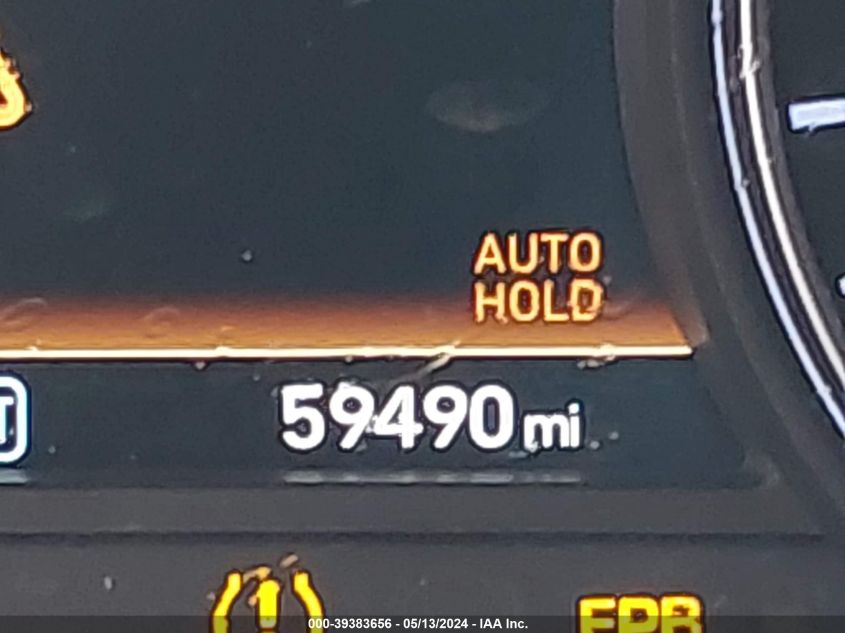 AUTO
HOLD
59490 mi
EPB
000-39383656 - 05/13/2024 - IAA Inc.